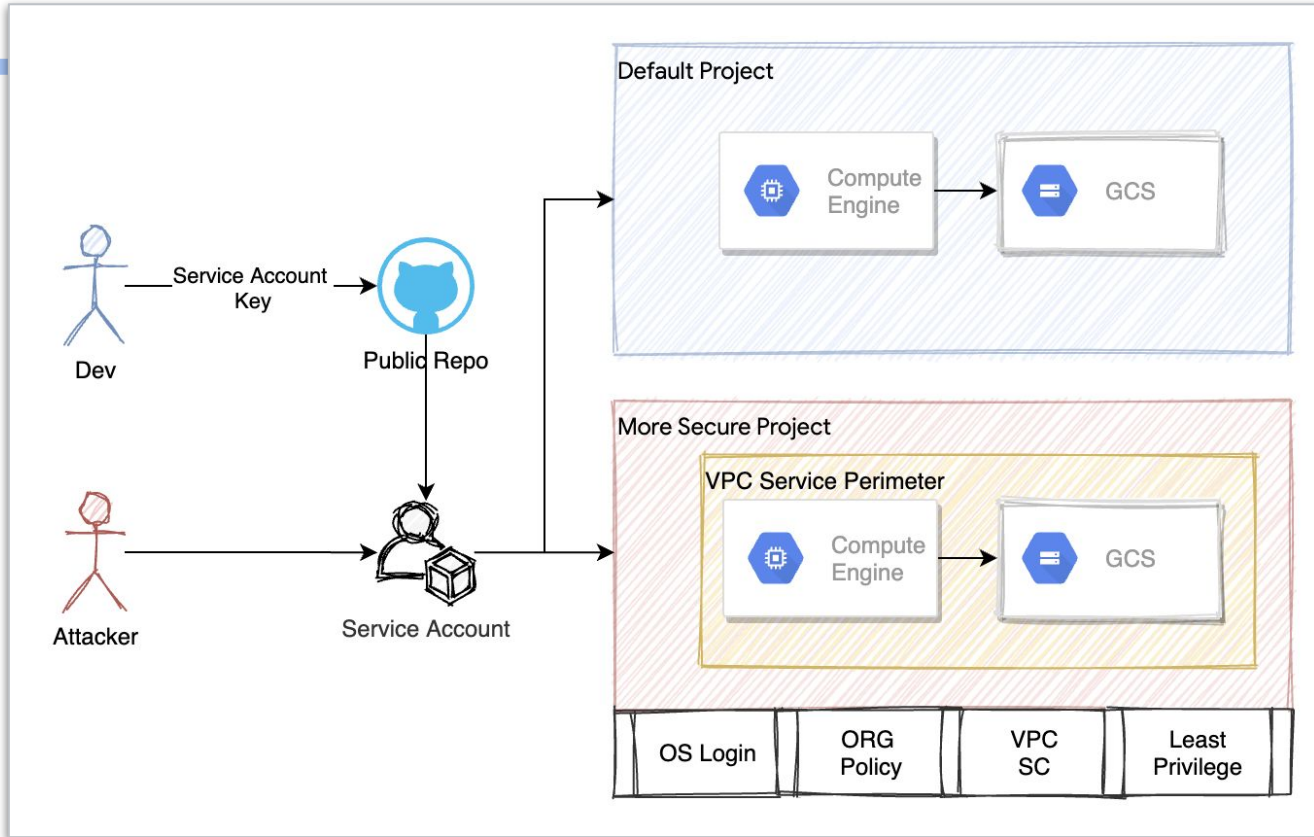 Default Project
Compute
Engine
GCS
Service Account
Key
Public Repo
Dev
More Secure Project
VPC Service Perimeter
Compute
Engine
GCS
Attacker
Service Account
OS Login
ORG
Policy
VPC
SC
Least
Privilege